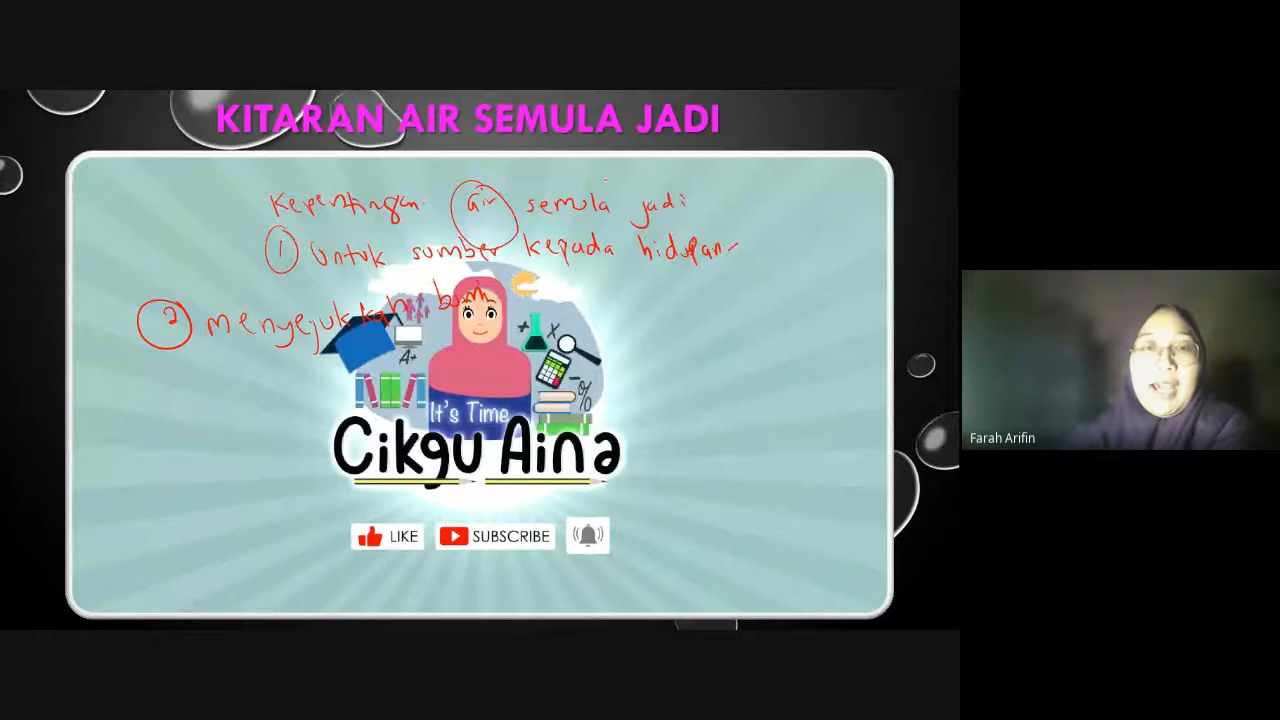 KITARAN AIR SEMULA JADI
Kepentingan air semula jadi
1 Untuk sumber kepada hidupan
2 menyejukkan bumi
A+
It's Time
Cikgu Aina
LIKE
SUBSCRIBE
Farah Arifin